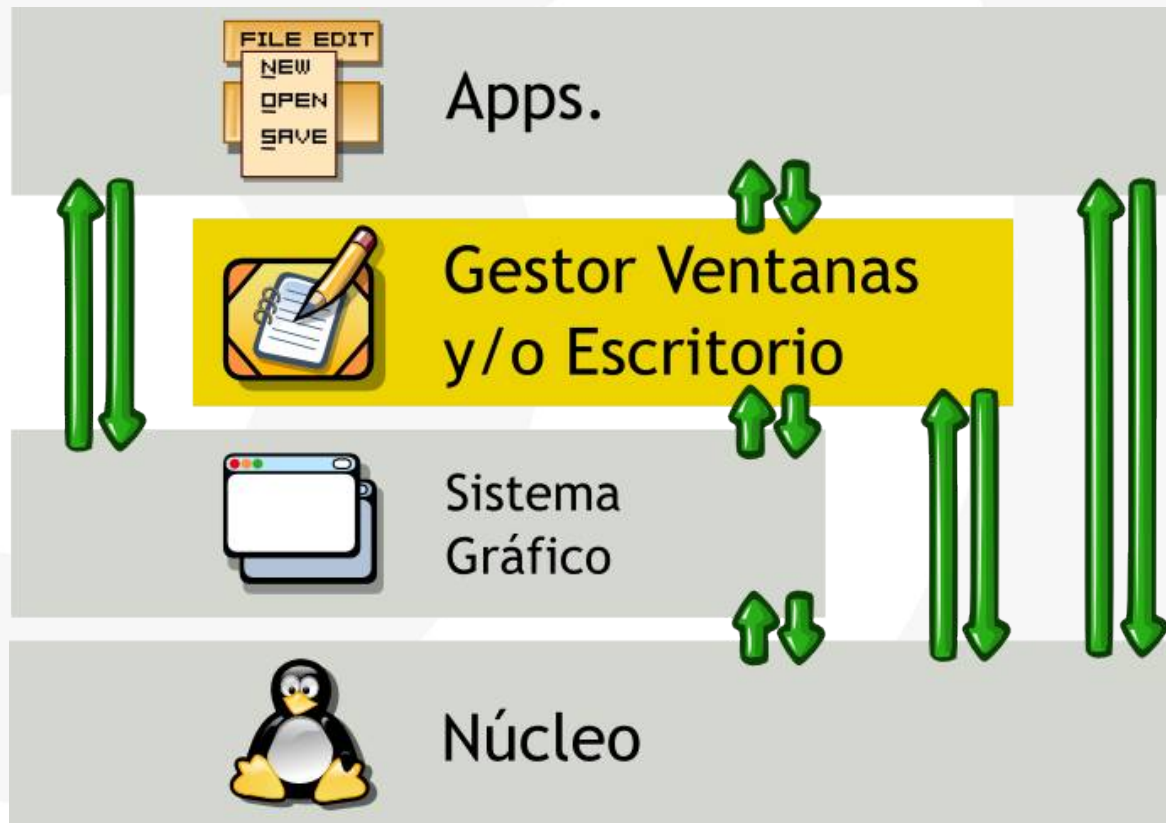 FILE EDIT
NEW
OPEN
SAVE
Apps.
Gestor Ventanas
y/o Escritorio
Sistema
Gráfico
Núcleo